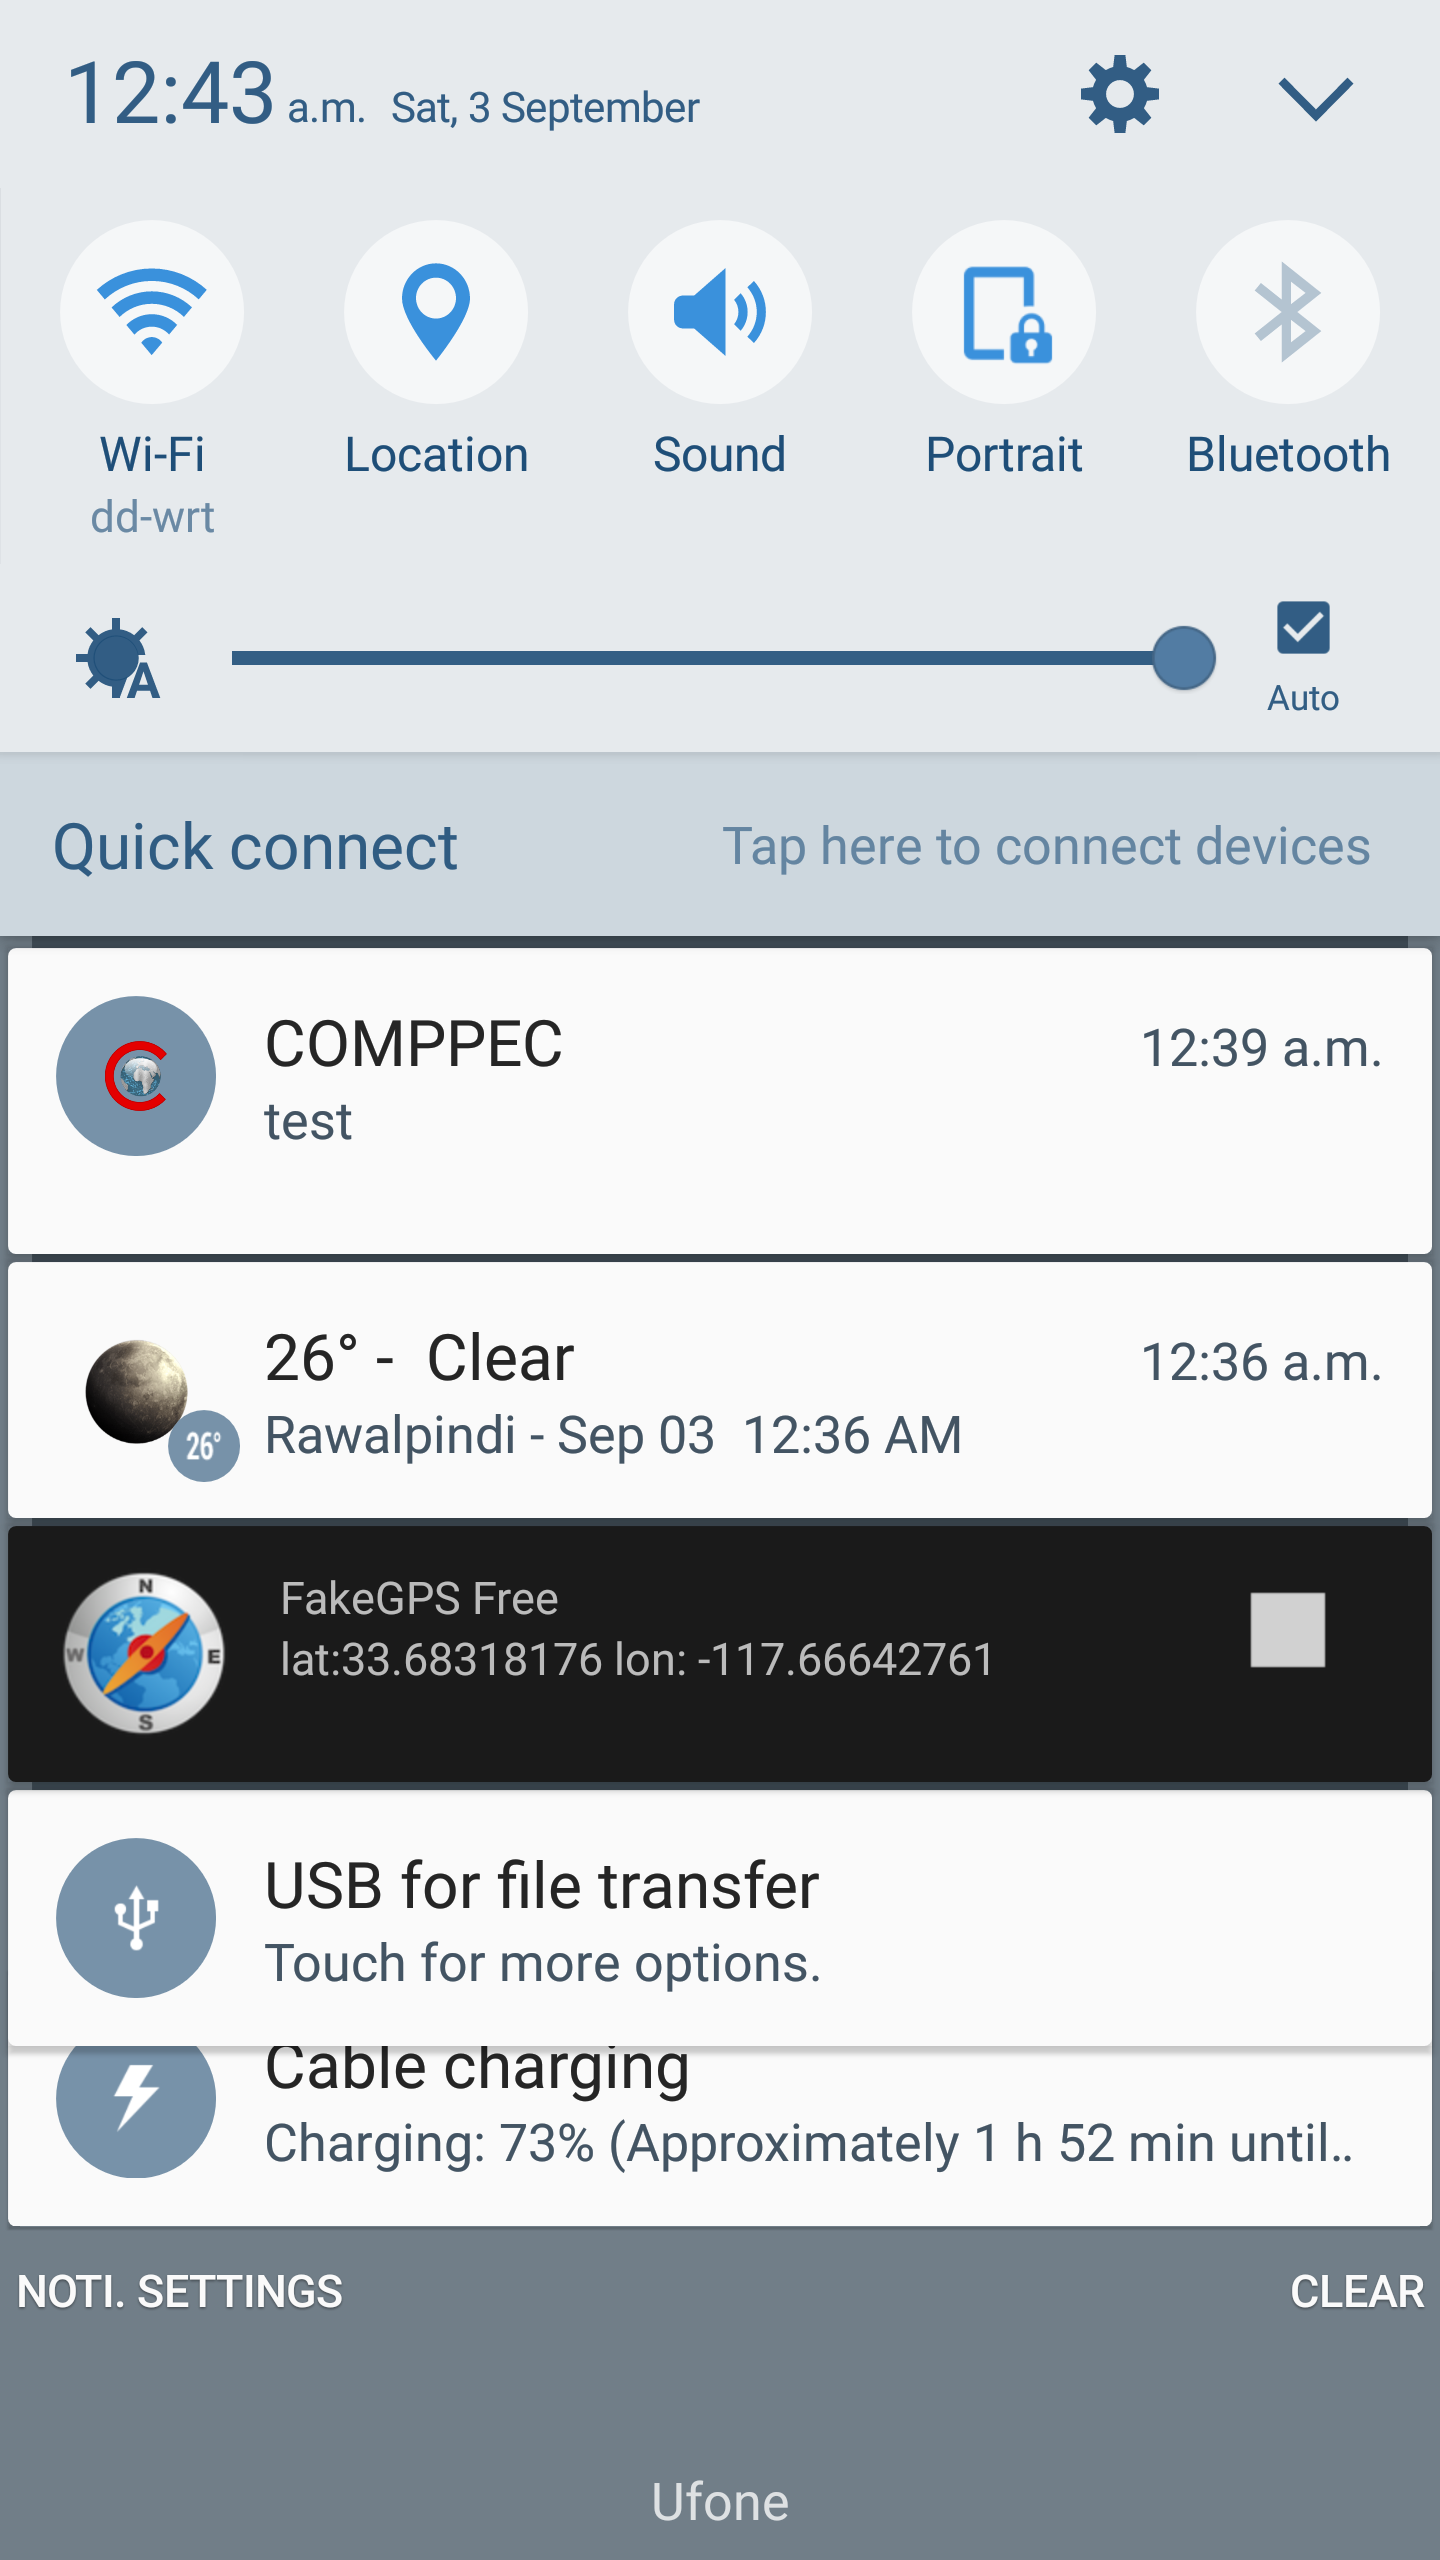 12:43 a.m. Sat, 3 September
Wi-Fi
dd-wrt
Location
Sound
Portrait
Bluetooth
A
Auto
Quick connect
Tap here to connect devices
COMPPEC
12:39 a.m.
test
26° - Clear
12:36 a.m.
26°
Rawalpindi - Sep 03 12:36 AM
N
W
E
S
FakeGPS Free
lat:33.68318176 lon: -117.66642761
USB for file transfer
Touch for more options.
Cable charging
Charging: 73% (Approximately 1 h 52 min until..
NOTI. SETTINGS
CLEAR
Ufone